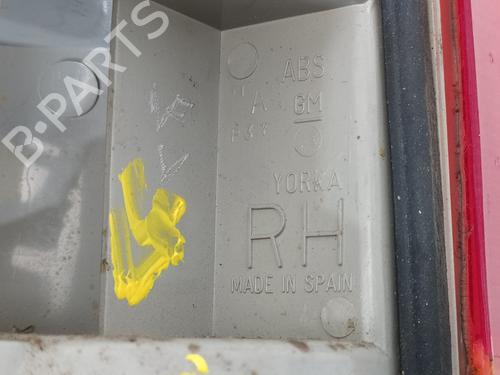 B-PARTS
ABS
GM
YORKA
RH
MADE IN SPAIN